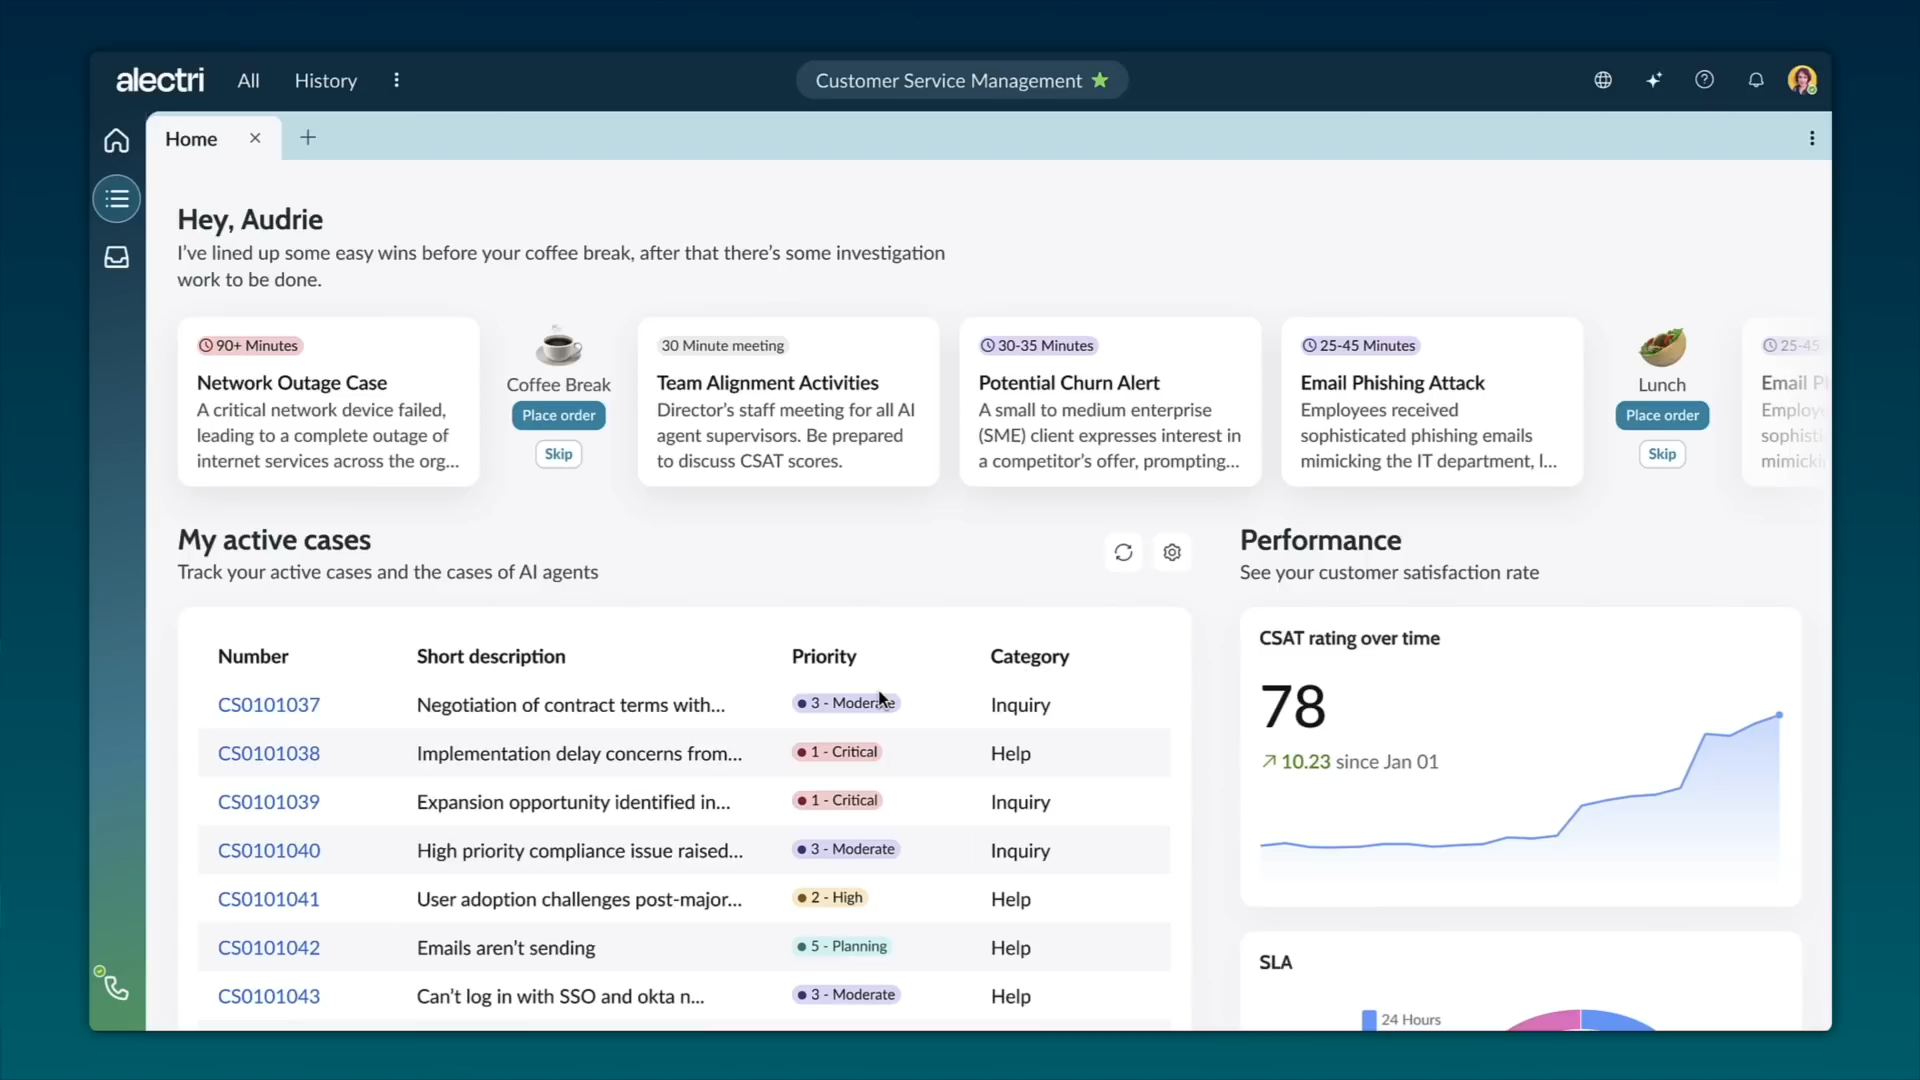 alectri
All
History
Customer Service Management
Home
Hey, Audrie
I've lined up some easy wins before your coffee break, after that there's some investigation
work to be done.
90+ Minutes
Network Outage Case
A critical network device failed,
leading to a complete outage of
internet services across the org...
Coffee Break
Place order
Skip
30 Minute meeting
Team Alignment Activities
Director's staff meeting for all AI
agent supervisors. Be prepared
to discuss CSAT scores.
30-35 Minutes
Potential Churn Alert
A small to medium enterprise
(SME) client expresses interest in
a competitor's offer, prompting...
25-45 Minutes
Email Phishing Attack
Employees received
sophisticated phishing emails
mimicking the IT department, l...
Lunch
Place order
Skip
25-45
Email
My active cases
Track your active cases and the cases of AI agents
Number Short description Priority Category
CS0101037 Negotiation of contract terms with... 3 - Moderate Inquiry
CS0101038 Implementation delay concerns from... 1 - Critical Help
CS0101039 Expansion opportunity identified in... 1 - Critical Inquiry
CS0101040 High priority compliance issue raised... 3 - Moderate Inquiry
CS0101041 User adoption challenges post-major... 2 - High Help
CS0101042 Emails aren't sending 5 - Planning Help
CS0101043 Can't log in with SSO and okta n... 3 - Moderate Help
Performance
See your customer satisfaction rate
CSAT rating over time
78
10.23 since Jan 01
SLA
24 Hours